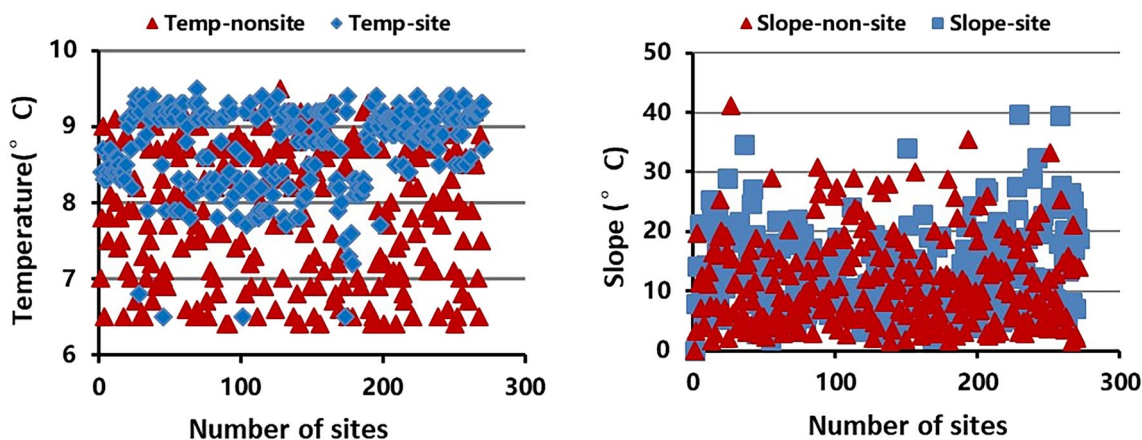 Temp-nonsite Temp-site
10
9
8
7
6
0 100 200 300
Temperature(° C)
Number of sites
Slope-non-site Slope-site
50
40
30
20
10
0
0 100 200 300
Slope (° C)
Number of sites